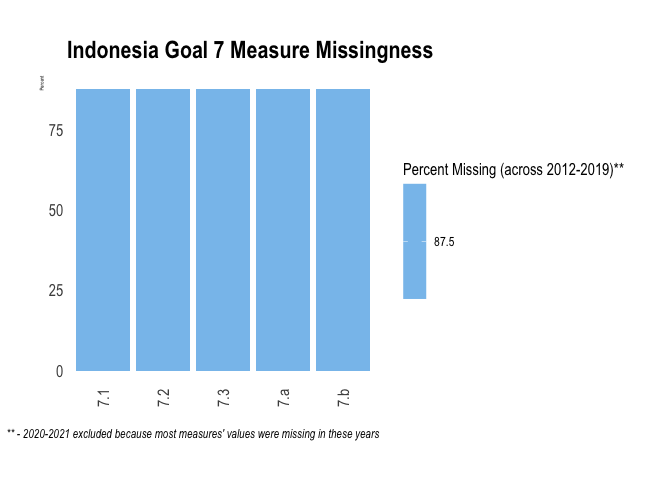 Indonesia Goal 7 Measure Missingness
Percent
75
50
25
0
7.1
7.2
7.3
7.a
7.b
Percent Missing (across 2012-2019)**
87.5
** - 2020-2021 excluded because most measures' values were missing in these years